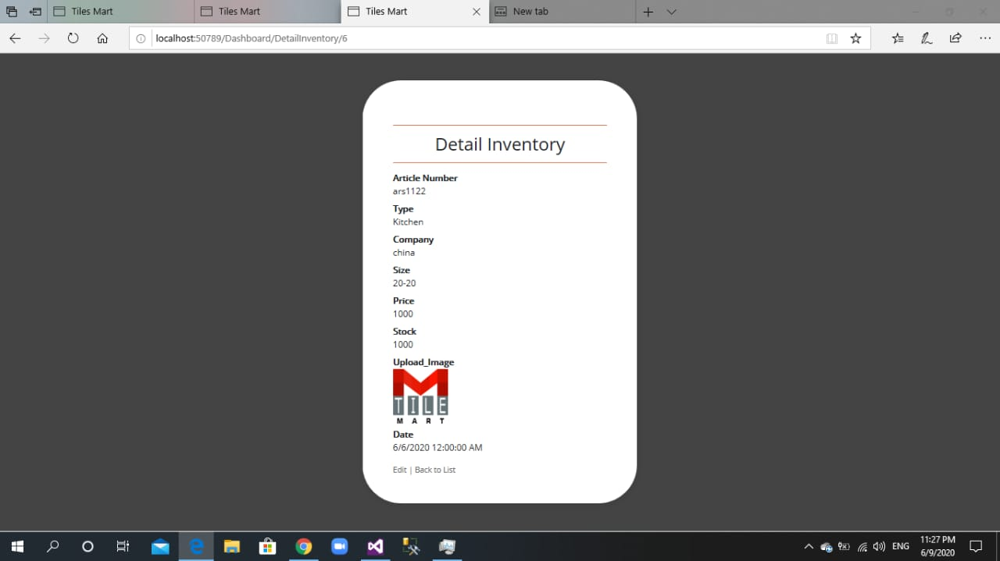 Tiles Mart
Tiles Mart
Tiles Mart
New tab
localhost:50789/Dashboard/DetailInventory/6
Detail Inventory
Article Number
ars1122
Type
Kitchen
Company
china
Size
20-20
Price
1000
Stock
1000
Upload_Image
TILE
MART
Date
6/6/2020 12:00:00 AM
Edit | Back to List
ENG
11:27 PM
6/9/2020